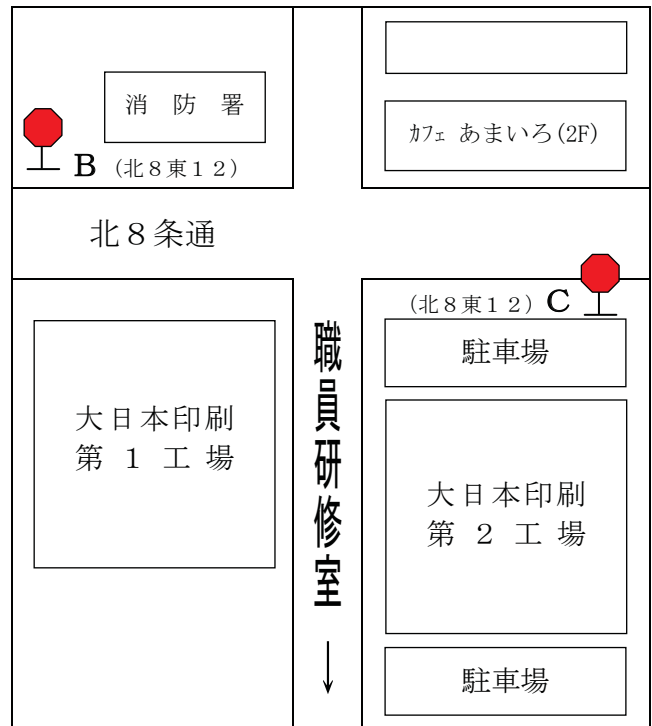 消 防 署
B (北8東12)
カフェ あまいろ(2F)
北8条通
(北8東12) C
駐車場
大日本印刷
第 1 工 場
職員研修室
↓
大日本印刷
第 2 工 場
駐車場